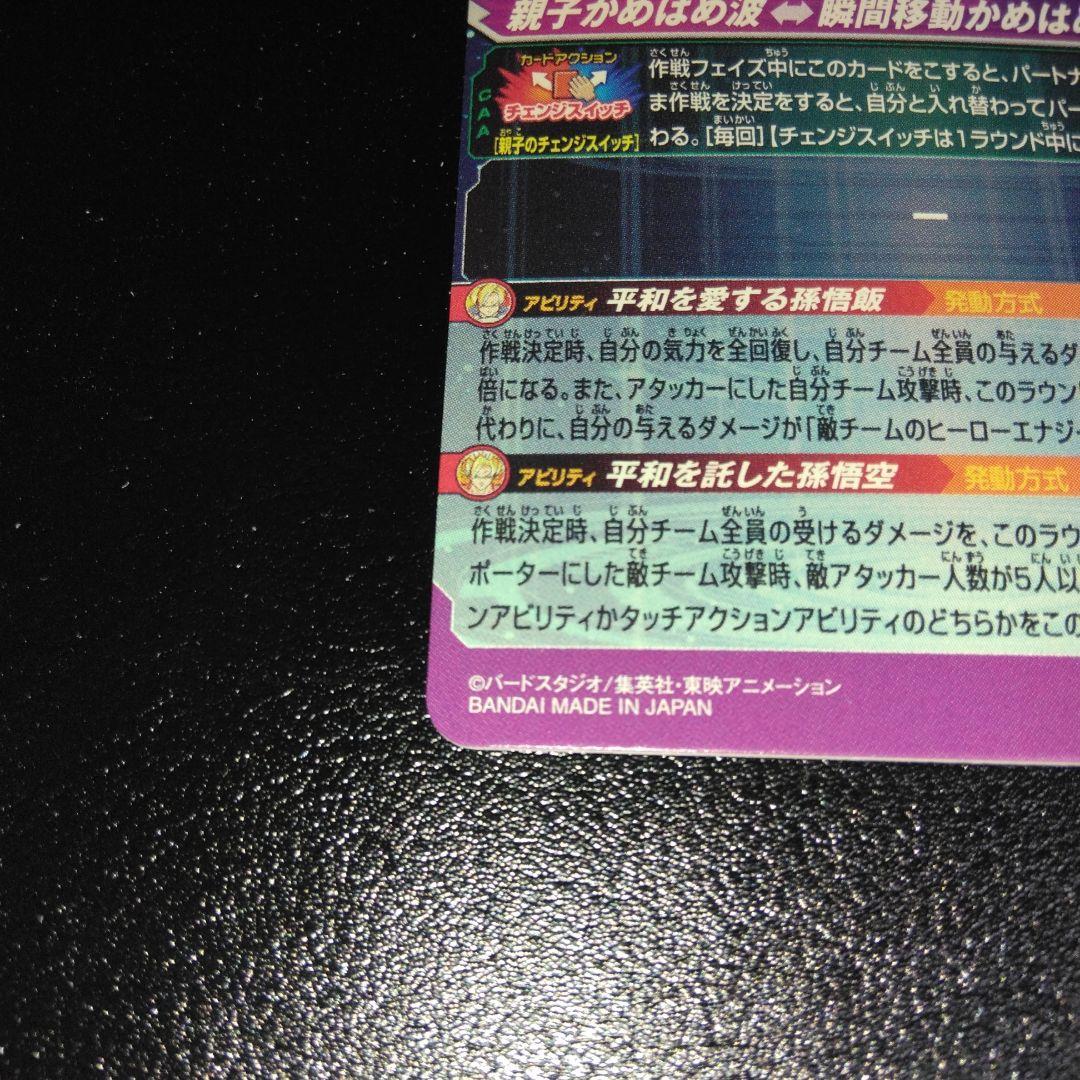 親子かめはめ波⇔瞬間移動かめは
カードアクション
チェンジスイッチ
[親子のチェンジスイッチ]
CAA
作戦フェイズ中にこのカードをこすると、パートナ
ま作戦を決定をすると、自分と入れ替わってパー
わる。[毎回]【チェンジスイッチは1ラウンド中に
ー
アビリティ 平和を愛する孫悟飯 発動方式
作戦決定時、自分の気力を全回復し、自分チーム全員の与えるダ
倍になる。また、アタッカーにした自分チーム攻撃時、このラウン
代わりに、自分の与えるダメージが「敵チームのヒーローエナジー
アビリティ 平和を託した孫悟空 発動方式
作戦決定時、自分チーム全員の受けるダメージを、このラウ
ポーターにした敵チーム攻撃時、敵アタッカー人数が5人以
ンアビリティかタッチアクションアビリティのどちらかをこの
©バードスタジオ/集英社・東映アニメーション
BANDAI MADE IN JAPAN